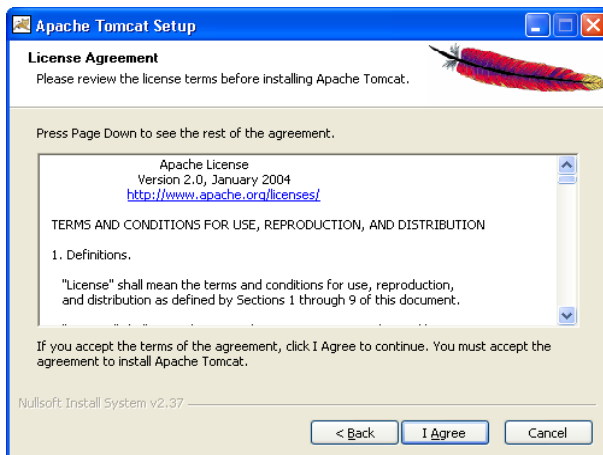 Apache Tomcat Setup
License Agreement
Please review the license terms before installing Apache Tomcat.
Press Page Down to see the rest of the agreement.
Apache License
Version 2.0, January 2004
http://www.apache.org/licenses/
TERMS AND CONDITIONS FOR USE, REPRODUCTION, AND DISTRIBUTION
1. Definitions.
"License" shall mean the terms and conditions for use, reproduction,
and distribution as defined by Sections 1 through 9 of this document.
If you accept the terms of the agreement, click I Agree to continue. You must accept the
agreement to install Apache Tomcat.
Nullsoft Install System v2.37
< Back
I Agree
Cancel